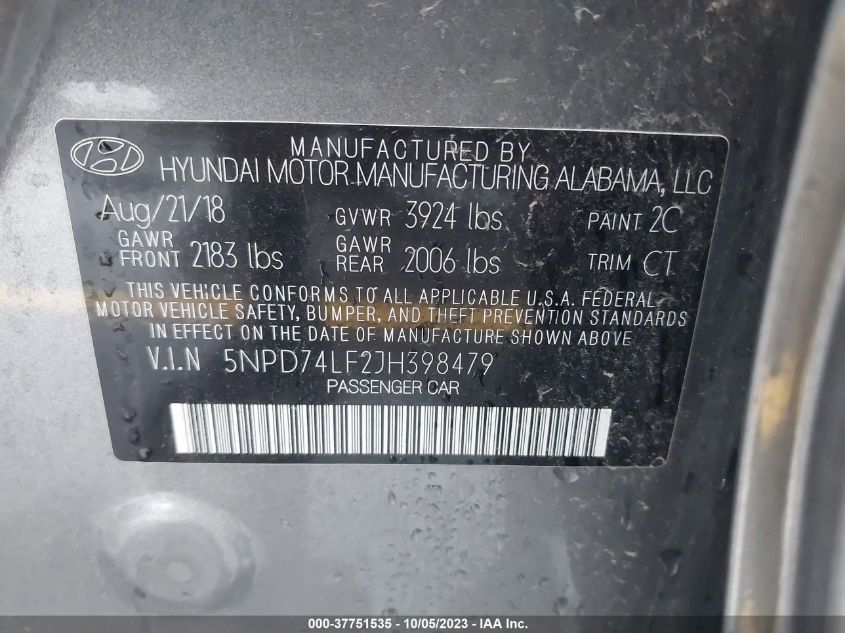 MANUFACTURED BY
HYUNDAI MOTOR MANUFACTURING ALABAMA, LLC
Aug/21/18 GVWR 3924 lbs PAINT 2C
GAWR FRONT 2183 lbs GAWR REAR 2006 lbs TRIM CT
THIS VEHICLE CONFORMS TO ALL APPLICABLE U.S.A. FEDERAL
MOTOR VEHICLE SAFETY, BUMPER, AND THEFT PREVENTION STANDARDS
IN EFFECT ON THE DATE OF MANUFACTURE SHOWN ABOVE
V.I.N 5NPD74LF2JH398479
PASSENGER CAR
000-37751535 - 10/05/2023 - IAA Inc.